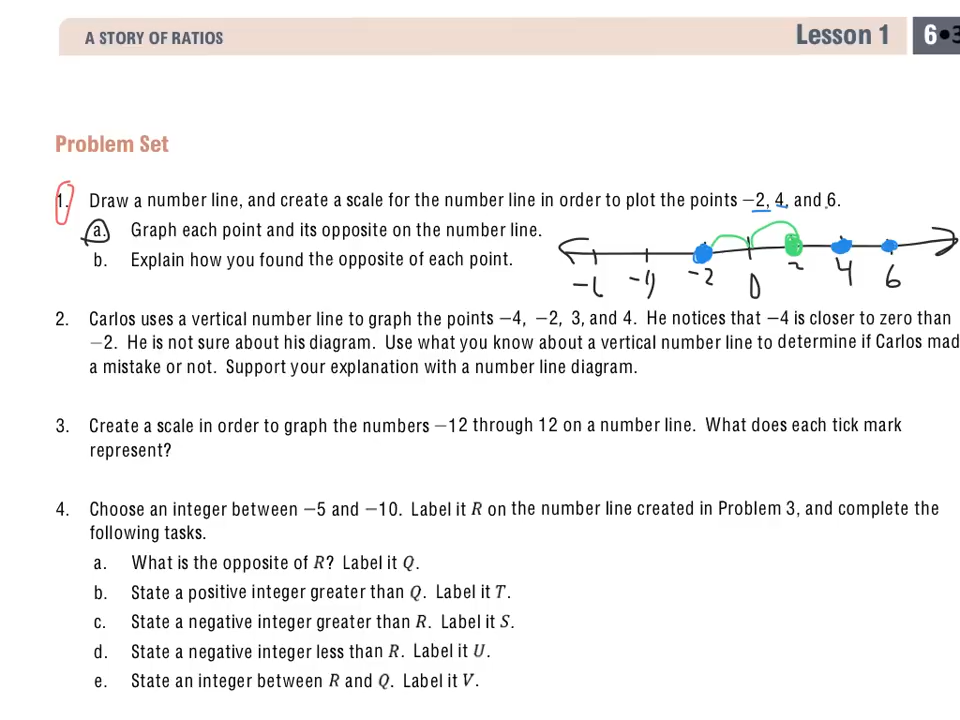 A STORY OF RATIOS
Lesson 1
6•3
Problem Set
1. Draw a number line, and create a scale for the number line in order to plot the points −2, 4, and 6.
a. Graph each point and its opposite on the number line.
b. Explain how you found the opposite of each point.
-4 -2 0 2 4 6
2. Carlos uses a vertical number line to graph the points −4, −2, 3, and 4. He notices that −4 is closer to zero than
−2. He is not sure about his diagram. Use what you know about a vertical number line to determine if Carlos mad
a mistake or not. Support your explanation with a number line diagram.
3. Create a scale in order to graph the numbers −12 through 12 on a number line. What does each tick mark
represent?
4. Choose an integer between −5 and −10. Label it R on the number line created in Problem 3, and complete the
following tasks.
a. What is the opposite of R? Label it Q.
b. State a positive integer greater than Q. Label it T.
c. State a negative integer greater than R. Label it S.
d. State a negative integer less than R. Label it U.
e. State an integer between R and Q. Label it V.